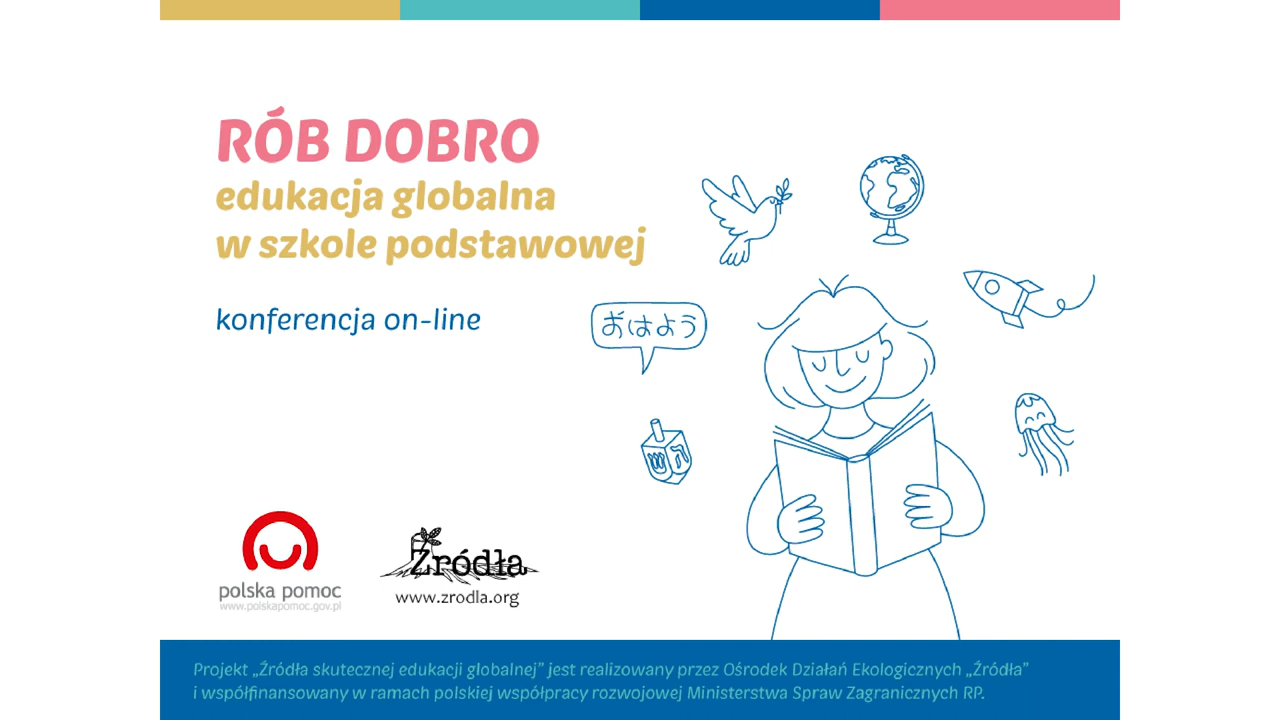 RÓB DOBRO
edukacja globalna
w szkole podstawowej
konferencja on-line
おはよう
שה
polska pomoc
www.polskapomoc.gov.pl
Źródła
www.zrodla.org
Projekt „Źródła skutecznej edukacji globalnej” jest realizowany przez Ośrodek Działań Ekologicznych „Źródła”
i współfinansowany w ramach polskiej współpracy rozwojowej Ministerstwa Spraw Zagranicznych RP.